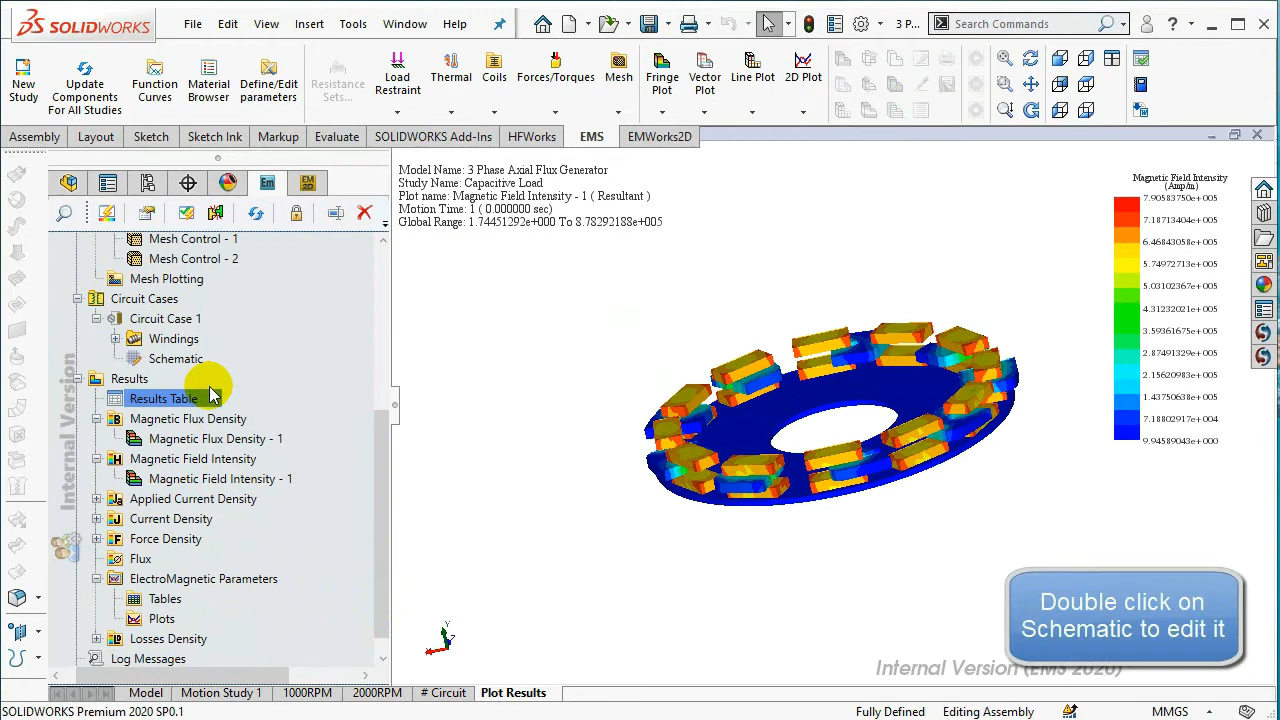 SOLIDWORKS
File Edit View Insert Tools Window Help
3 P...
Search Commands
New Study
Update Components For All Studies
Function Curves
Material Browser
Define/Edit parameters
Resistance Sets...
Load Restraint
Thermal
Coils
Forces/Torques
Mesh
Fringe Plot
Vector Plot
Line Plot
2D Plot
Assembly Layout Sketch Sketch Ink Markup Evaluate SOLIDWORKS Add-Ins HFWorks EMS EMWorks2D
Mesh Control - 1
Mesh Control - 2
Mesh Plotting
Circuit Cases
Circuit Case 1
Windings
Schematic
Results
Results Table
Magnetic Flux Density
Magnetic Flux Density - 1
Magnetic Field Intensity
Magnetic Field Intensity - 1
Applied Current Density
Current Density
Force Density
Flux
ElectroMagnetic Parameters
Tables
Plots
Losses Density
Log Messages
Internal Version
Model Name: 3 Phase Axial Flux Generator
Study Name: Capacitive Load
Plot name: Magnetic Field Intensity - 1 ( Resultant )
Motion Time: 1 ( 0.000000 sec)
Global Range: 1.74451292e+000 To 8.78292188e+005
Magnetic Field Intensity
(Amp/m)
7.90583750e+005
7.18713404e+005
6.46843058e+005
5.74972713e+005
5.03102367e+005
4.31232021e+005
3.59361675e+005
2.87491329e+005
2.15620983e+005
1.43750638e+005
7.18802917e+004
9.94589043e+000
Y
Z
Double click on
Schematic to edit it
Internal Version (EMS 2020)
Model Motion Study 1 1000RPM 2000RPM # Circuit Plot Results
SOLIDWORKS Premium 2020 SP0.1
Fully Defined Editing Assembly MMGS